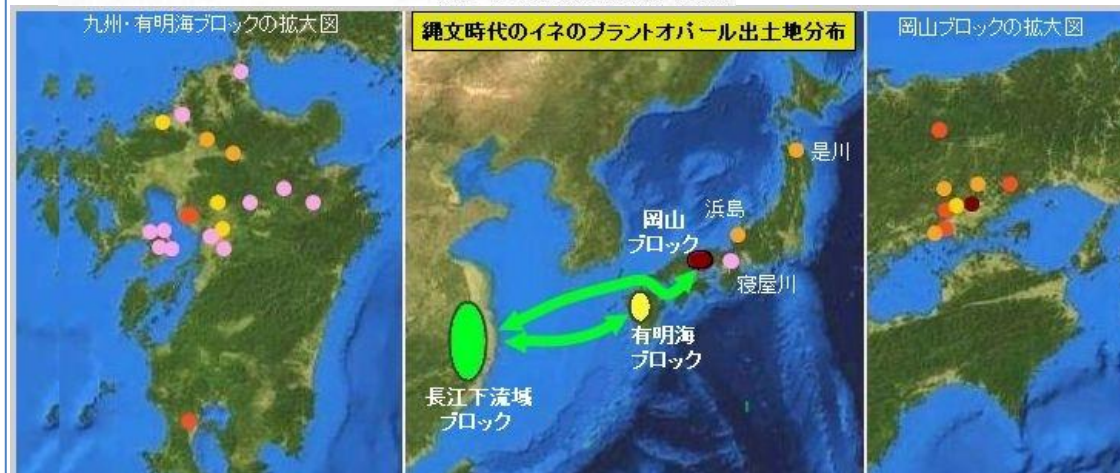 九州・有明海ブロックの拡大図
縄文時代のイネのプラントオパール出土地分布
岡山ブロックの拡大図
是川
浜島
岡山
ブロック
寝屋川
有明海
ブロック
長江下流域
ブロック